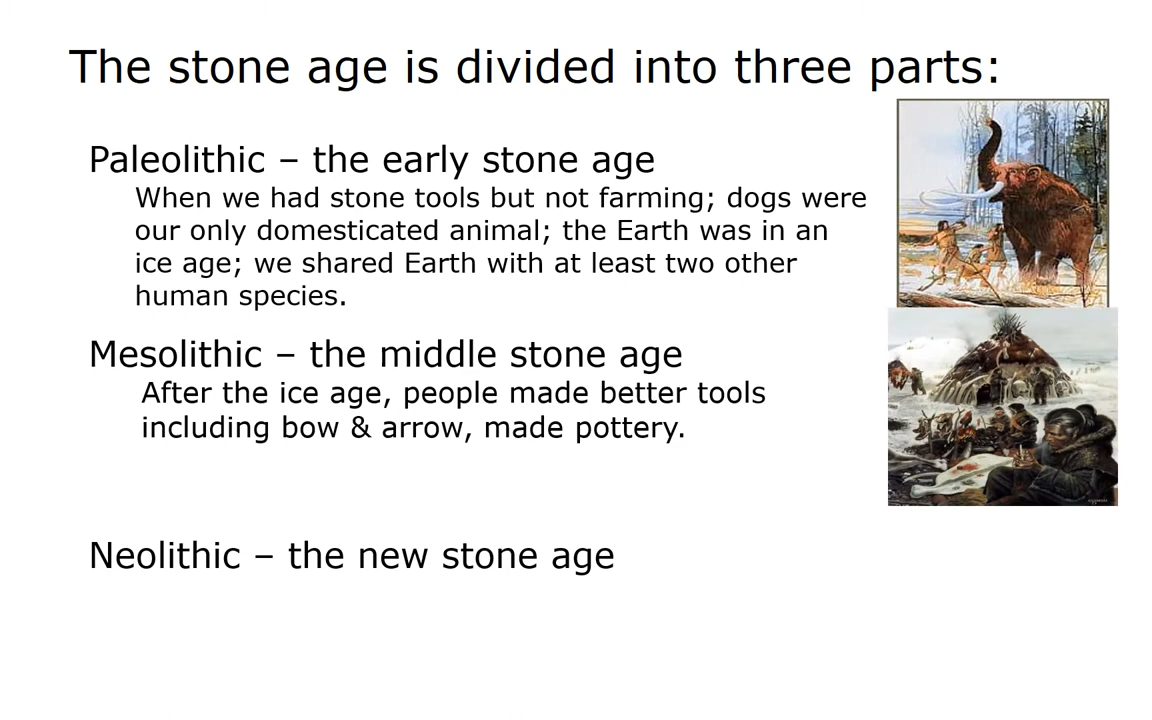 The stone age is divided into three parts:
Paleolithic – the early stone age
When we had stone tools but not farming; dogs were
our only domesticated animal; the Earth was in an
ice age; we shared Earth with at least two other
human species.
Mesolithic – the middle stone age
After the ice age, people made better tools
including bow & arrow, made pottery.
Neolithic – the new stone age